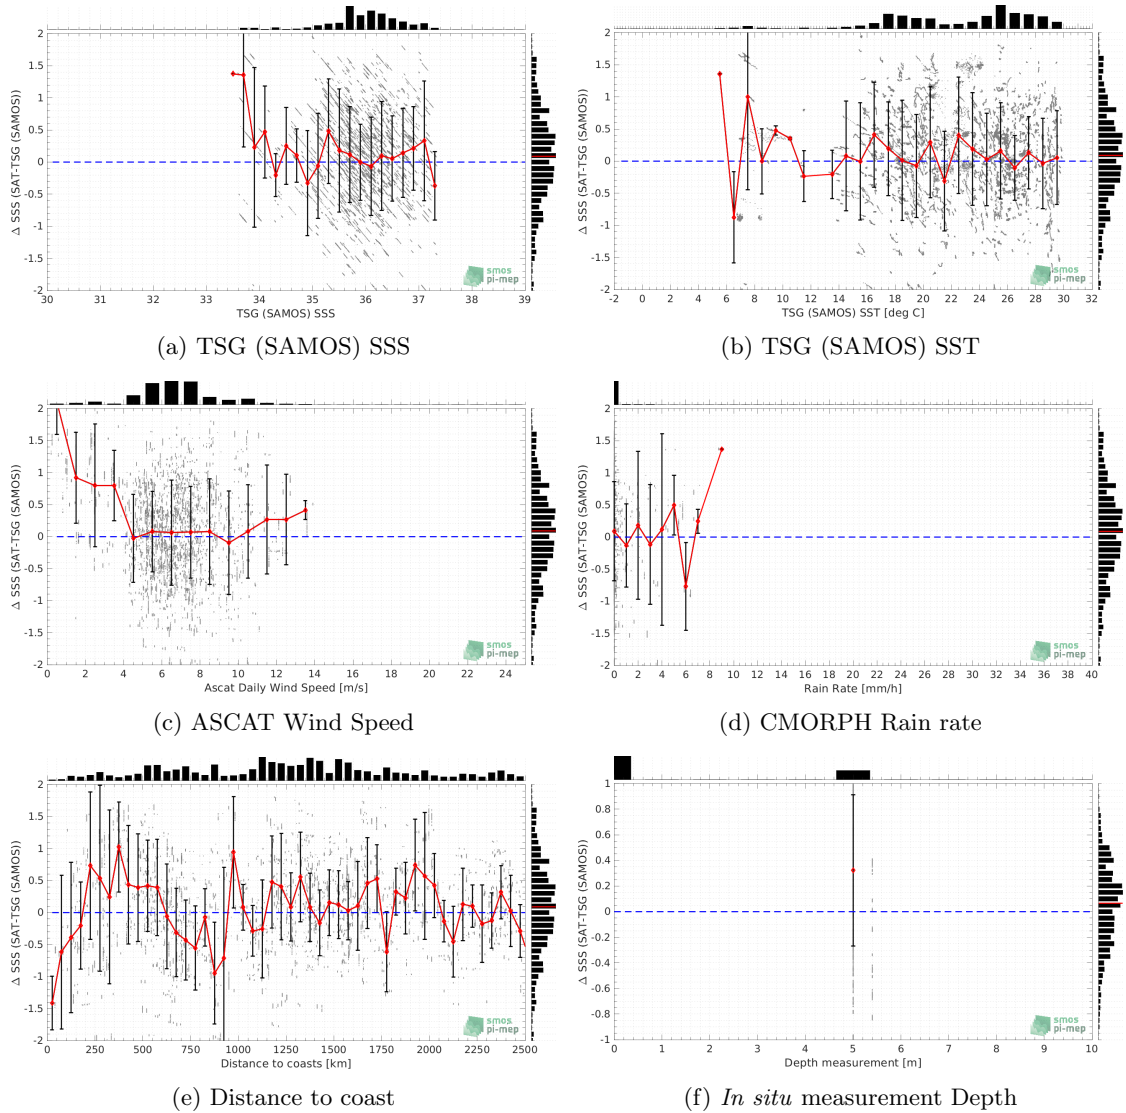 2
1.5
1
0.5
0
-0.5
-1
-1.5
-2
Δ SSS (SAT-TSG (SAMOS))
30 31 32 33 34 35 36 37 38 39
TSG (SAMOS) SSS
smos
pi-mep
(a) TSG (SAMOS) SSS
2
1.5
1
0.5
0
-0.5
-1
-1.5
-2
Δ SSS (SAT-TSG (SAMOS))
-2 0 2 4 6 8 10 12 14 16 18 20 22 24 26 28 30 32
TSG (SAMOS) SST [deg C]
smos
pi-mep
(b) TSG (SAMOS) SST
2
1.5
1
0.5
0
-0.5
-1
-1.5
-2
Δ SSS (SAT-TSG (SAMOS))
0 2 4 6 8 10 12 14 16 18 20 22 24
Ascat Daily Wind Speed [m/s]
smos
pi-mep
(c) ASCAT Wind Speed
2
1.5
1
0.5
0
-0.5
-1
-1.5
-2
Δ SSS (SAT-TSG (SAMOS))
0 2 4 6 8 10 12 14 16 18 20 22 24 26 28 30 32 34 36 38 40
Rain Rate [mm/h]
smos
pi-mep
(d) CMORPH Rain rate
2
1.5
1
0.5
0
-0.5
-1
-1.5
-2
Δ SSS (SAT-TSG (SAMOS))
0 250 500 750 1000 1250 1500 1750 2000 2250 2500
Distance to coasts [km]
smos
pi-mep
(e) Distance to coast
1
0.8
0.6
0.4
0.2
0
-0.2
-0.4
-0.6
-0.8
-1
Δ SSS (SAT-TSG (SAMOS))
0 1 2 3 4 5 6 7 8 9 10
Depth measurement [m]
smos
pi-mep
(f) In situ measurement Depth